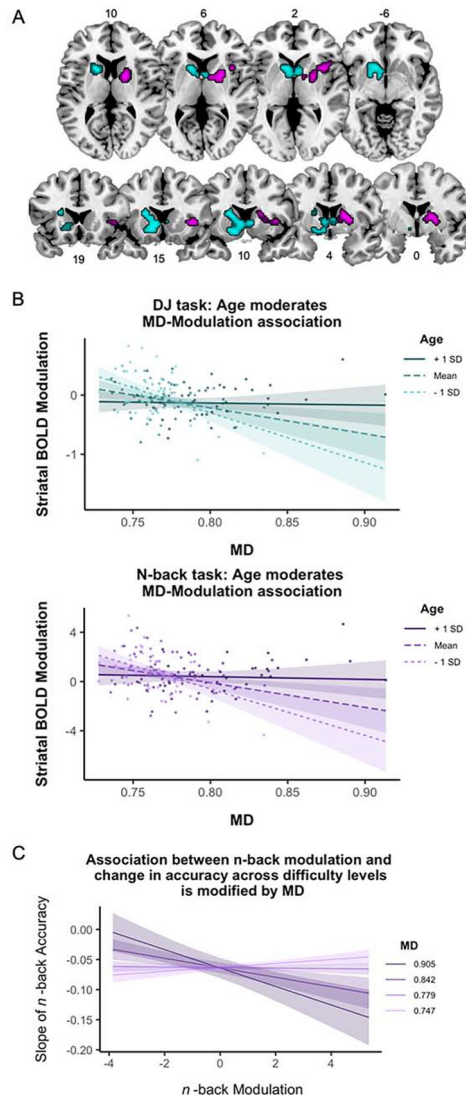 A
10 6 2 -6
19 15 10 4 0
B
DJ task: Age moderates
MD-Modulation association
Striatal BOLD Modulation
0
-1
0.75 0.80 0.85 0.90
MD
Age
+ 1 SD
Mean
- 1 SD
N-back task: Age moderates
MD-Modulation association
Striatal BOLD Modulation
4
0
-4
0.75 0.80 0.85 0.90
MD
Age
+ 1 SD
Mean
- 1 SD
C
Association between n-back modulation and
change in accuracy across difficulty levels
is modified by MD
Slope of n -back Accuracy
0.00
-0.05
-0.10
-0.15
-0.20
-4 -2 0 2 4
n -back Modulation
MD
0.905
0.842
0.779
0.747